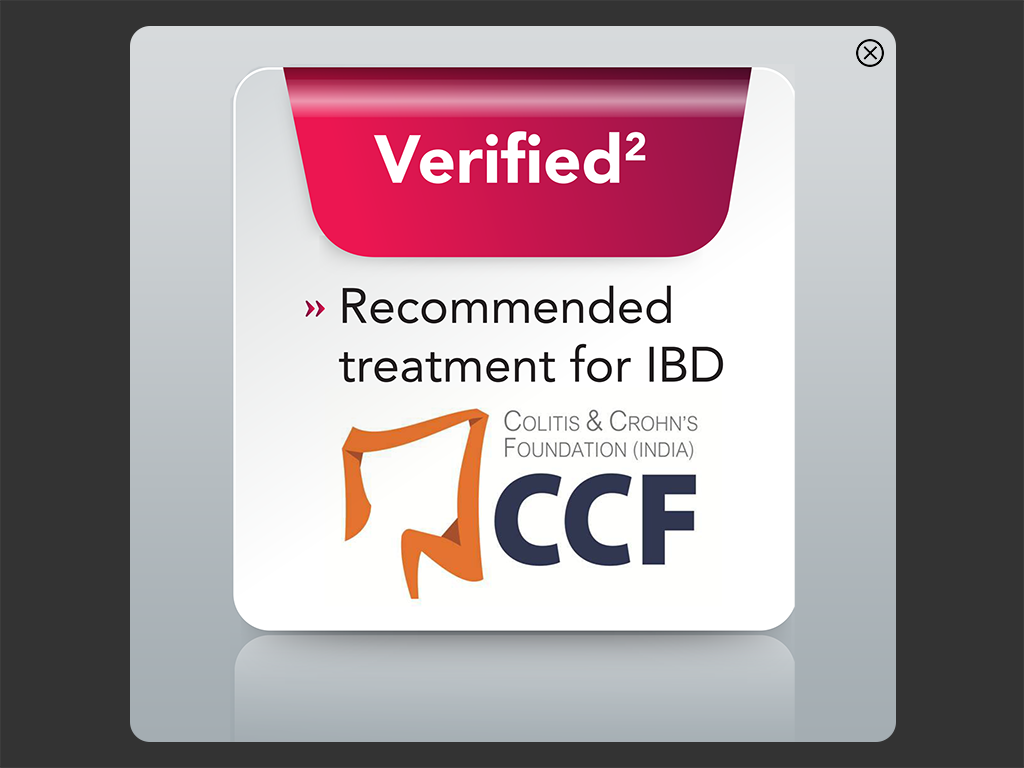 Verified²
» Recommended
treatment for IBD
COLITIS & CROHN'S
FOUNDATION (INDIA)
CCF